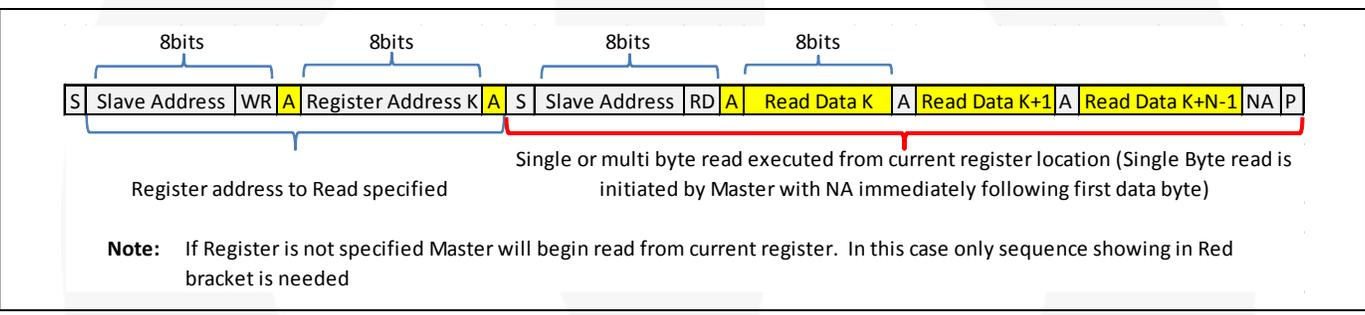 8bits 8bits 8bits 8bits
S Slave Address WR A Register Address K A S Slave Address RD A Read Data K A Read Data K+1 A Read Data K+N-1 NA P
Single or multi byte read executed from current register location (Single Byte read is
Register address to Read specified initiated by Master with NA immediately following first data byte)
Note: If Register is not specified Master will begin read from current register. In this case only sequence showing in Red
bracket is needed